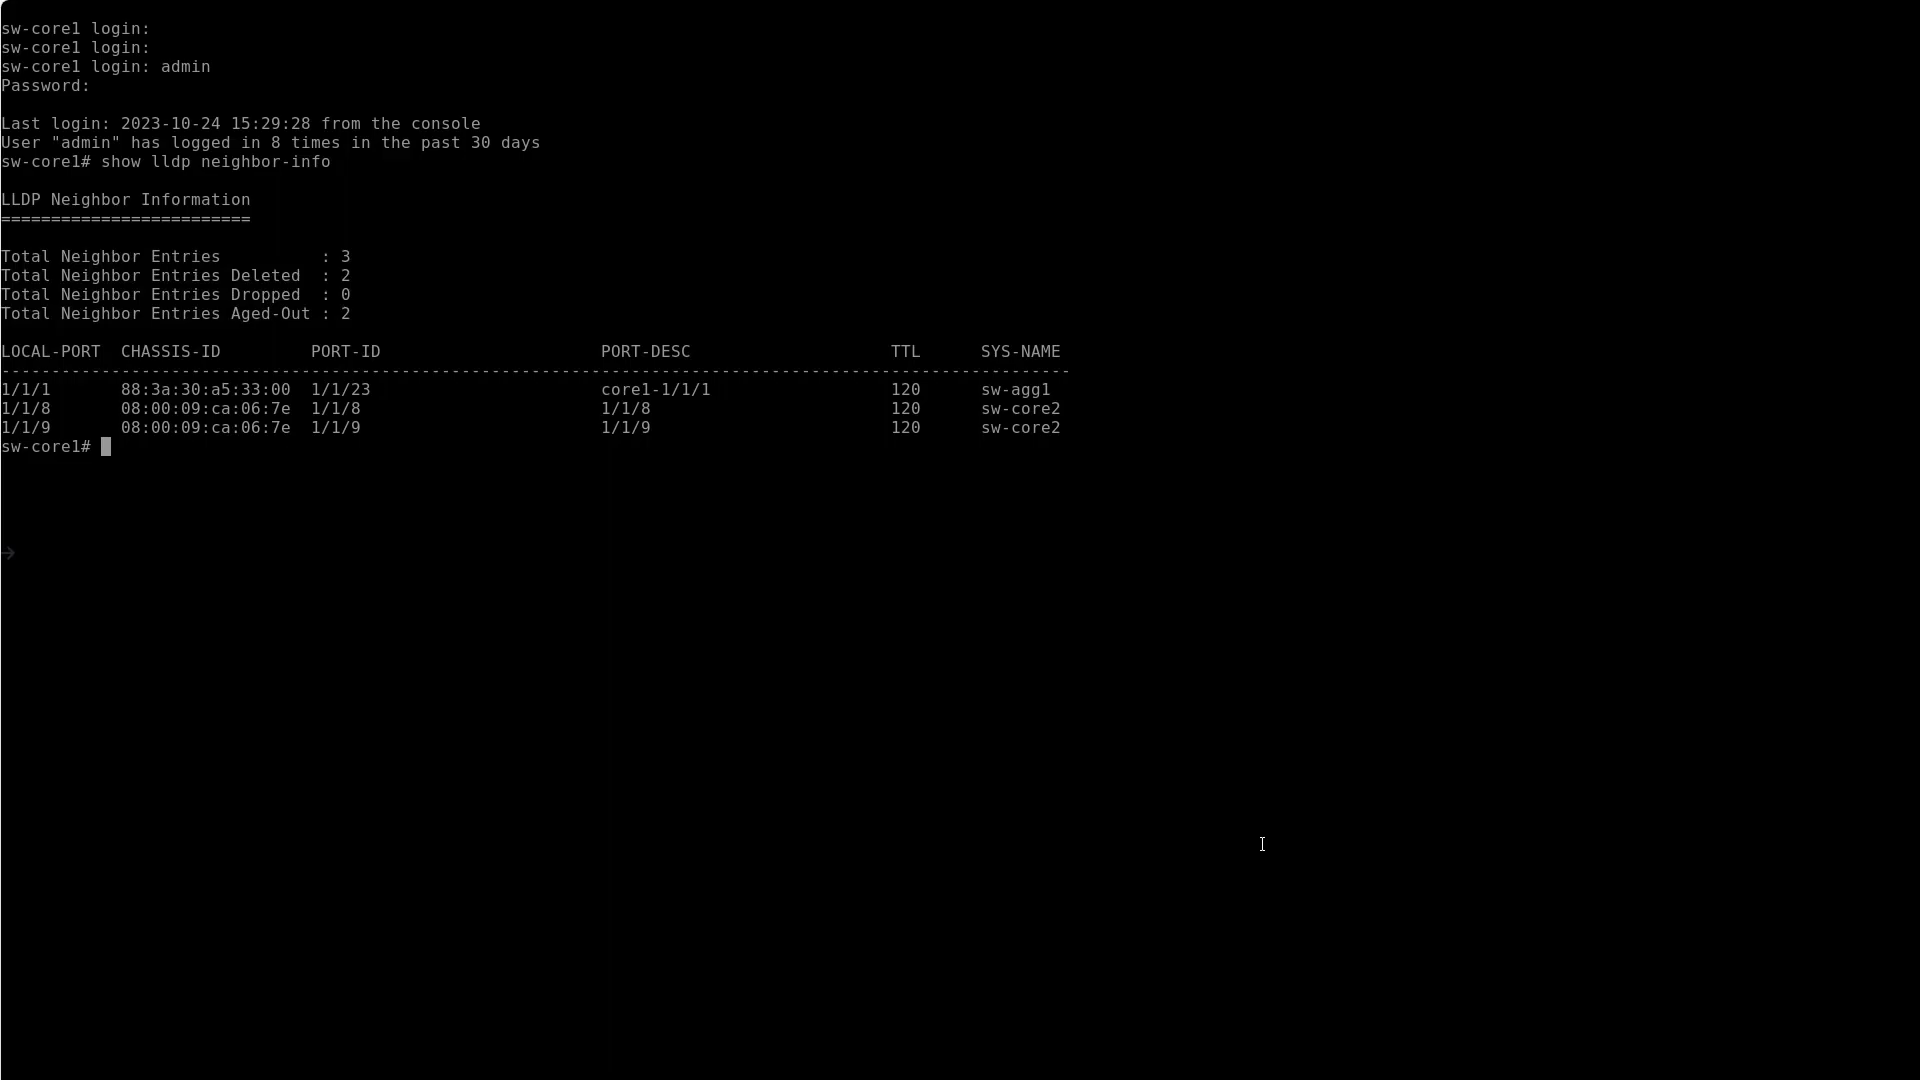 sw-core1 login:
sw-core1 login:
sw-core1 login: admin
Password:
Last login: 2023-10-24 15:29:28 from the console
User "admin" has logged in 8 times in the past 30 days
sw-core1# show lldp neighbor-info
LLDP Neighbor Information
=========================
Total Neighbor Entries          : 3
Total Neighbor Entries Deleted  : 2
Total Neighbor Entries Dropped  : 0
Total Neighbor Entries Aged-Out : 2
LOCAL-PORT  CHASSIS-ID         PORT-ID                      PORT-DESC                    TTL      SYS-NAME
-----------------------------------------------------------------------------------------------------------
1/1/1       88:3a:30:a5:33:00  1/1/23                       core1-1/1/1                  120      sw-agg1
1/1/8       08:00:09:ca:06:7e  1/1/8                        1/1/8                        120      sw-core2
1/1/9       08:00:09:ca:06:7e  1/1/9                        1/1/9                        120      sw-core2
sw-core1#